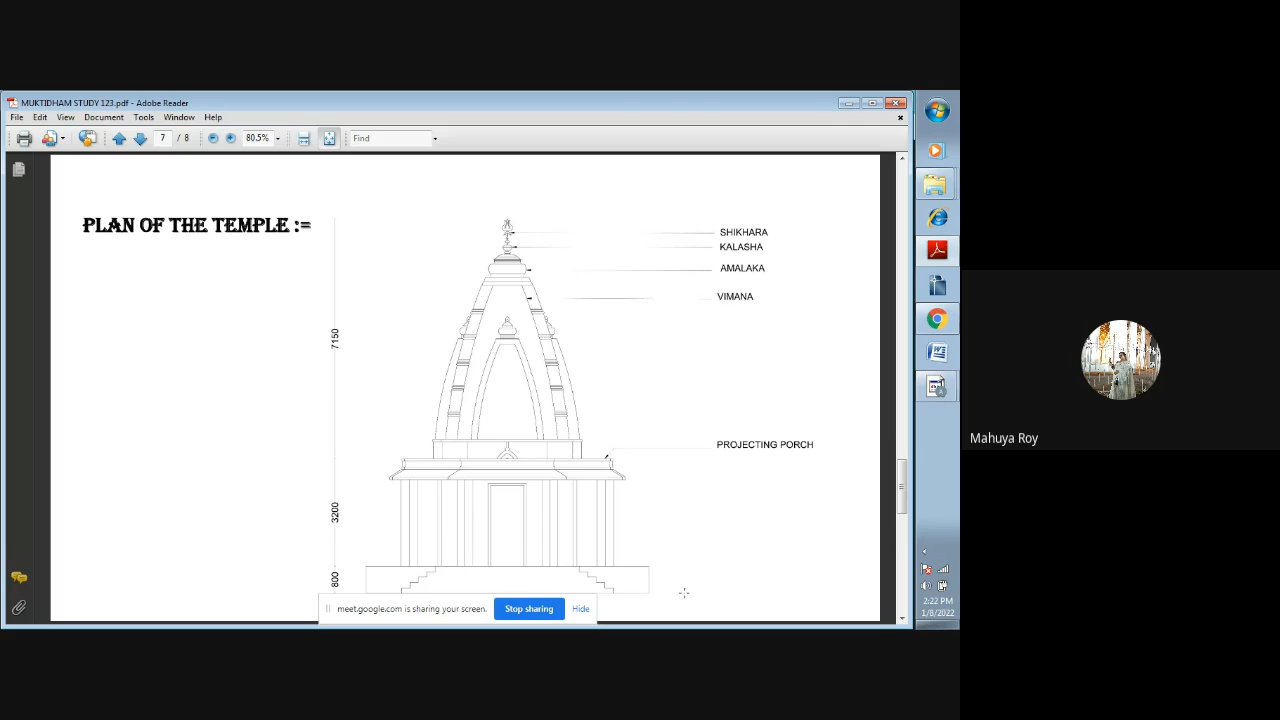 MUKTIDHAM STUDY 123.pdf - Adobe Reader
File Edit View Document Tools Window Help
7 / 8 80.5% Find
PLAN OF THE TEMPLE :=
SHIKHARA
KALASHA
AMALAKA
VIMANA
7150
PROJECTING PORCH
3200
800
meet.google.com is sharing your screen. Stop sharing Hide
2:22 PM
1/8/2022
Mahuya Roy